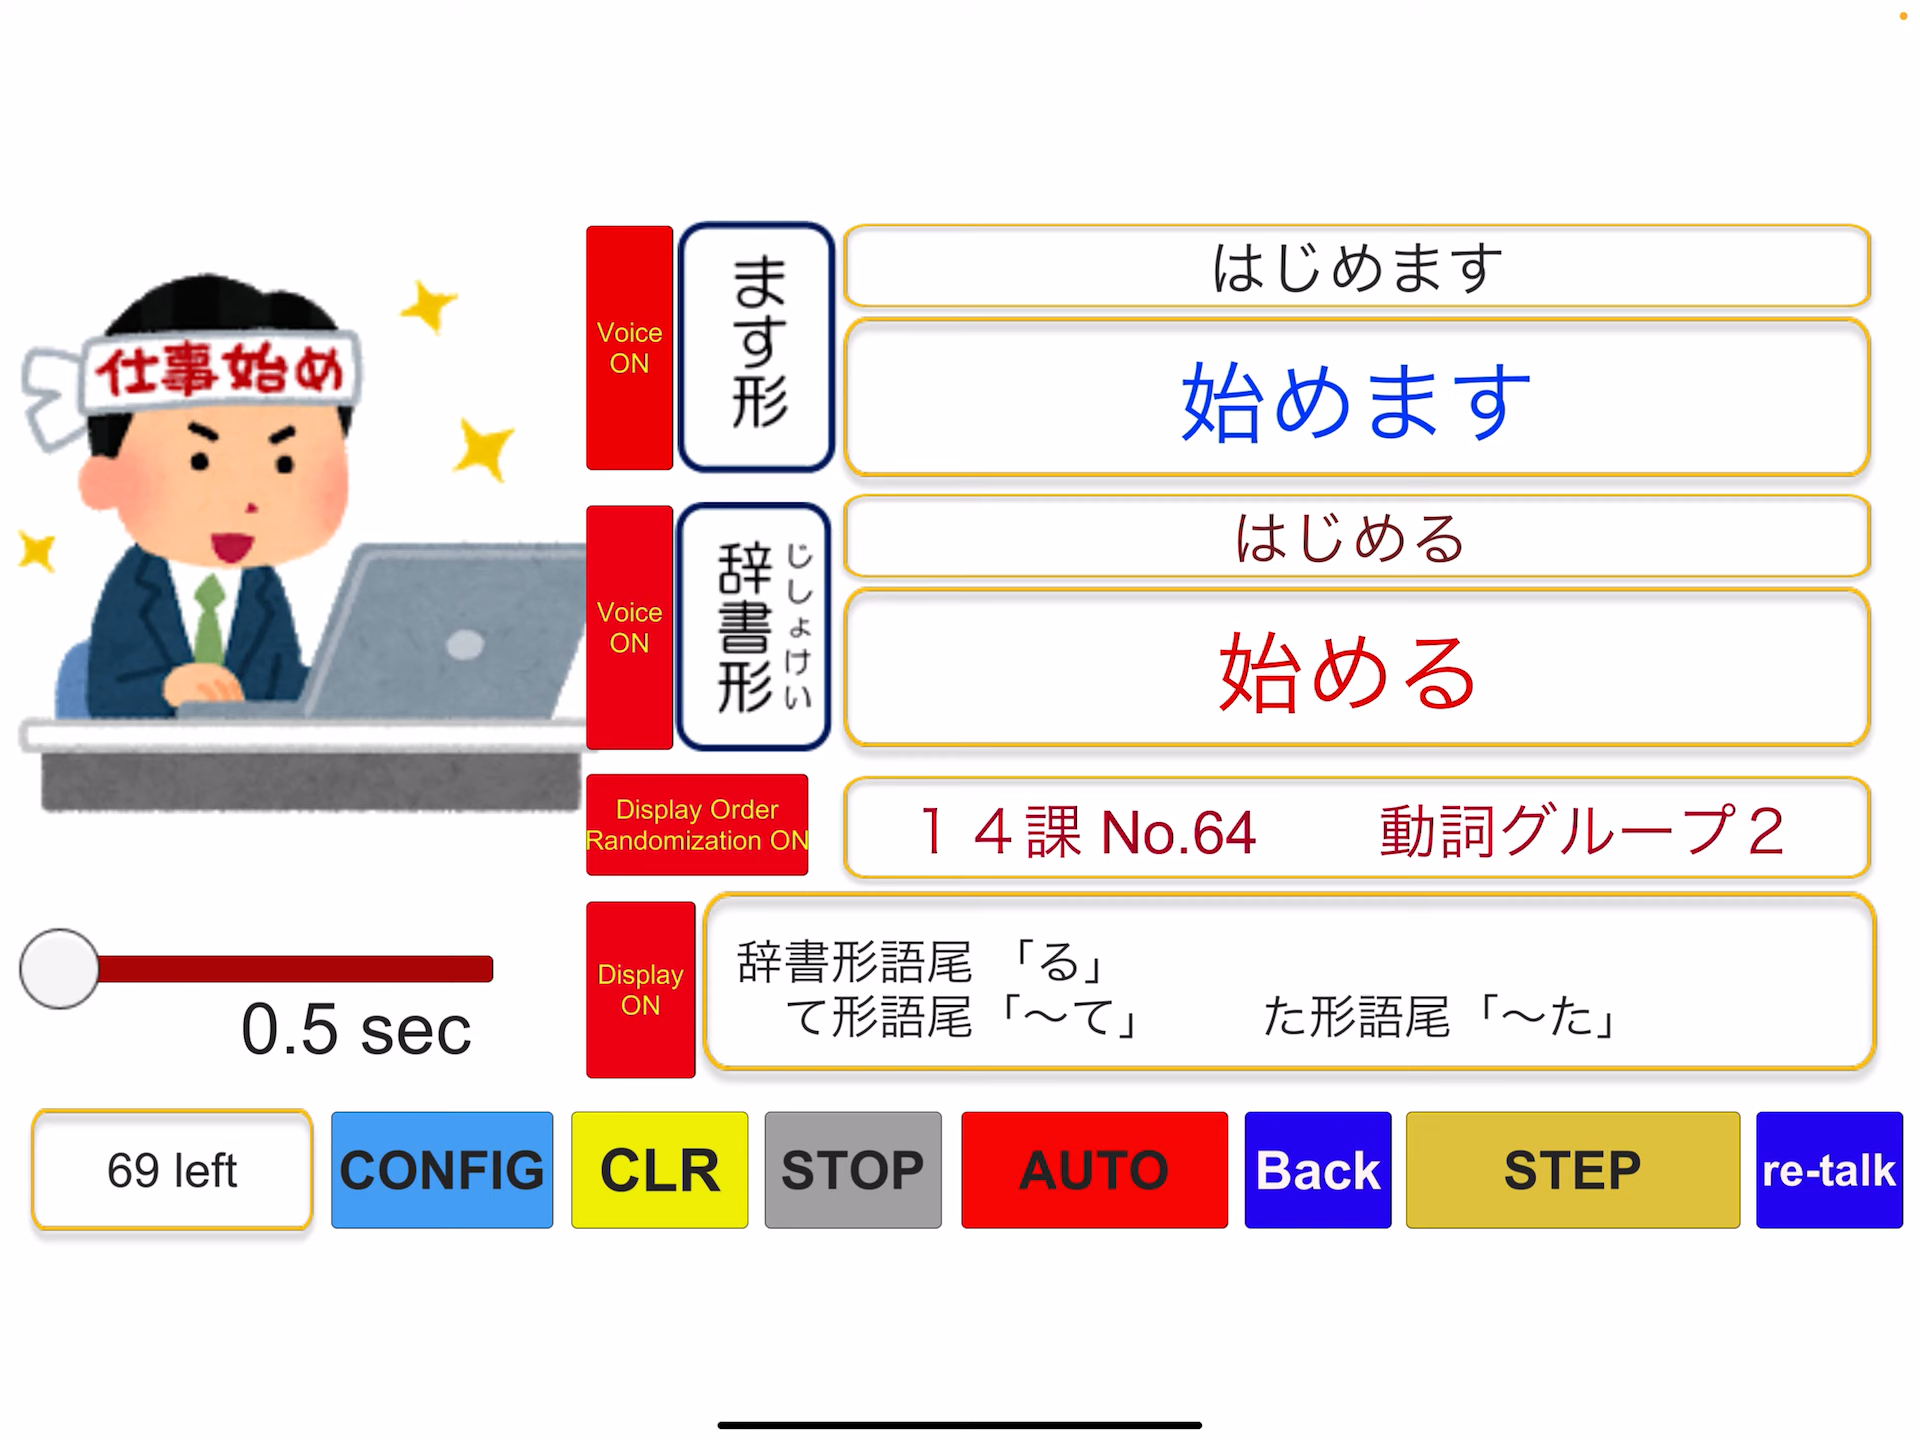 仕事始め
Voice
ON
ます形
はじめます
始めます
Voice
ON
辞書形
じしょけい
はじめる
始める
Display Order
Randomization ON
１４課 No.64　　動詞グループ２
Display
ON
辞書形語尾 「る」
て形語尾「〜て」　　た形語尾「〜た」
0.5 sec
69 left
CONFIG
CLR
STOP
AUTO
Back
STEP
re-talk